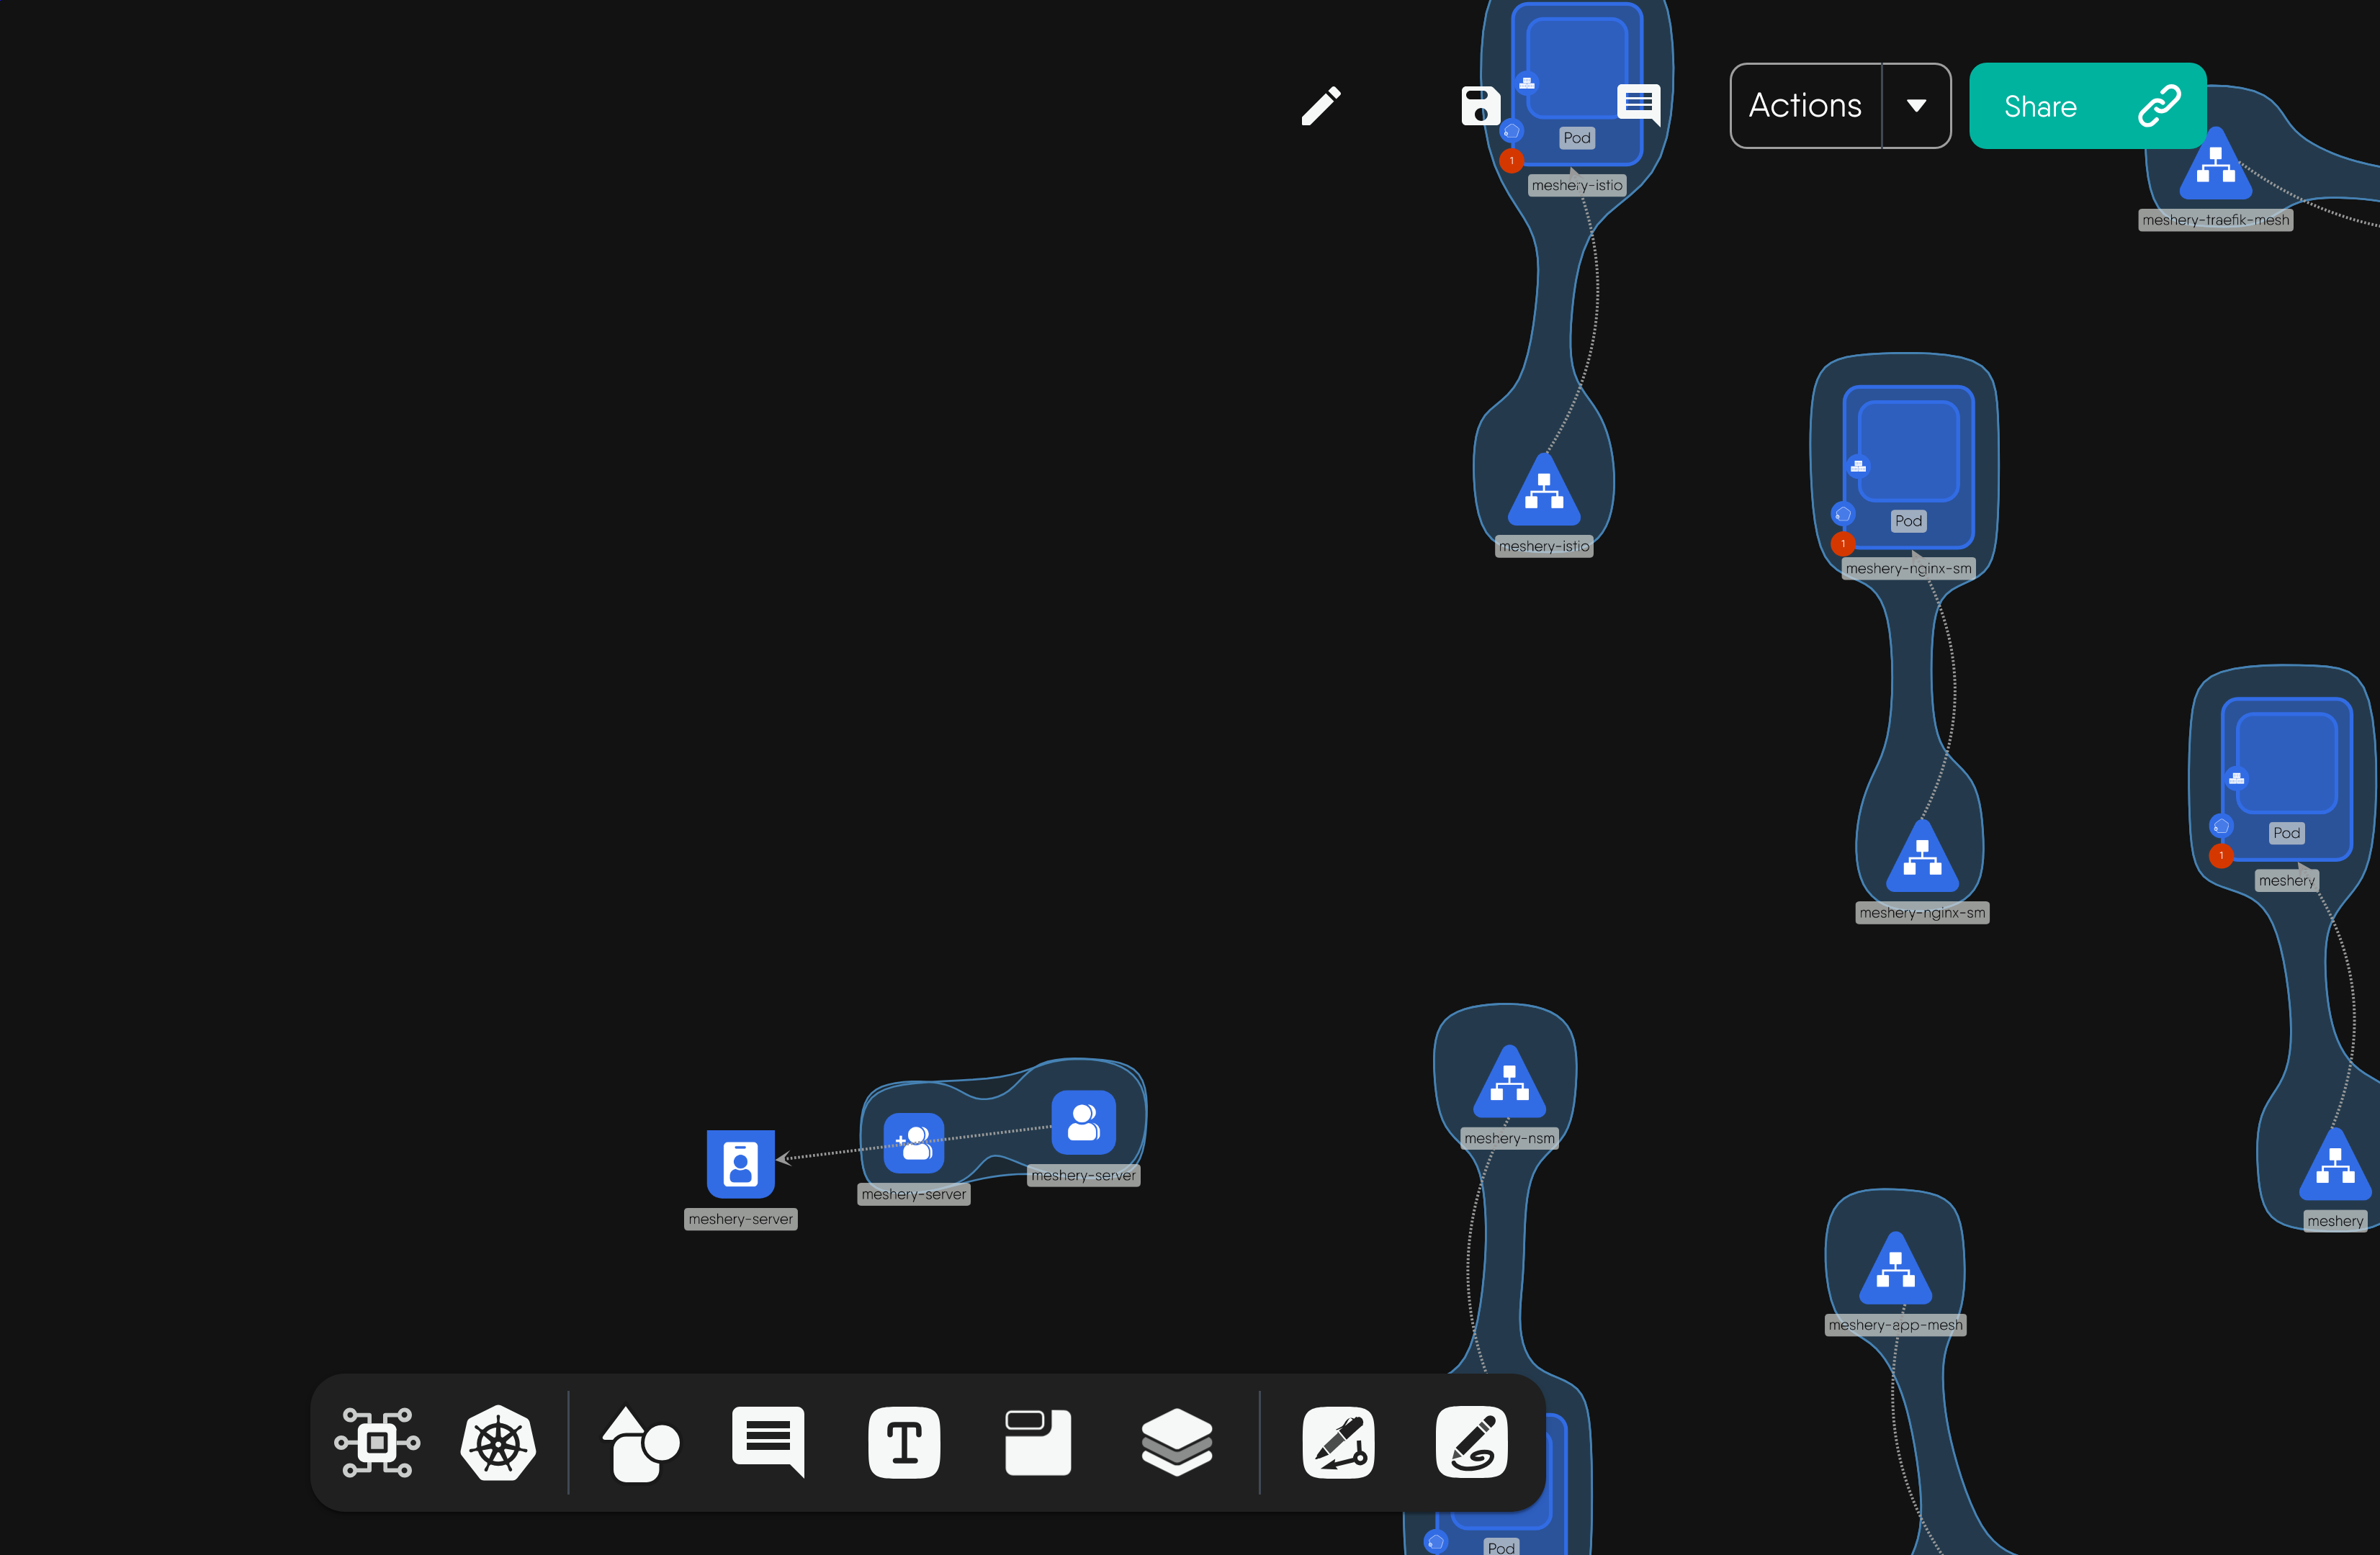 Pod
1
meshery-istio
Actions
Share
meshery-traefik-mesh
meshery-istio
Pod
1
meshery-nginx-sm
Pod
1
meshery
meshery-nginx-sm
meshery-nsm
meshery-server
meshery-server
meshery-server
meshery
meshery-app-mesh
T
Pod